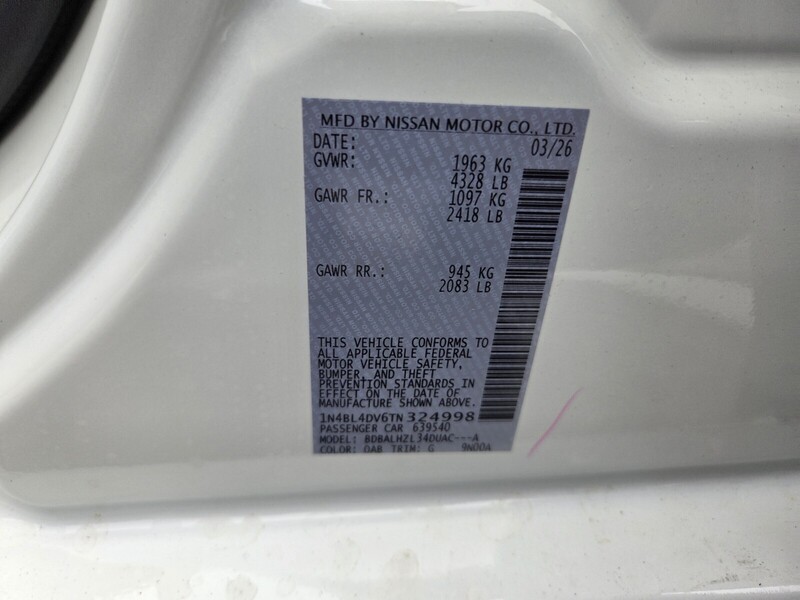 MFD BY NISSAN MOTOR CO., LTD.
DATE: 03/26
GVWR: 1963 KG
4328 LB
GAWR FR.: 1097 KG
2418 LB
GAWR RR.: 945 KG
2083 LB
THIS VEHICLE CONFORMS TO
ALL APPLICABLE FEDERAL
MOTOR VEHICLE SAFETY,
BUMPER, AND THEFT
PREVENTION STANDARDS IN
EFFECT ON THE DATE OF
MANUFACTURE SHOWN ABOVE.
1N4BL4DV6TN324998
PASSENGER CAR 639540
MODEL: BDBALHZL34DUAC---A
COLOR: QAB TRIM: G 9N00A